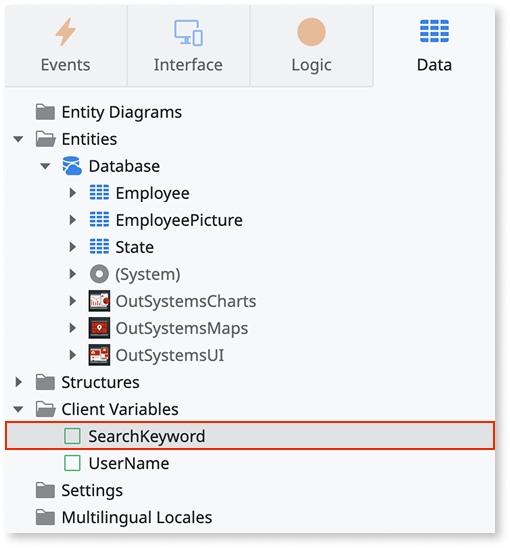 Events
Interface
Logic
Data
Entity Diagrams
Entities
Database
Employee
EmployeePicture
State
(System)
OutSystemsCharts
OutSystemsMaps
OutSystemsUI
Structures
Client Variables
SearchKeyword
UserName
Settings
Multilingual Locales